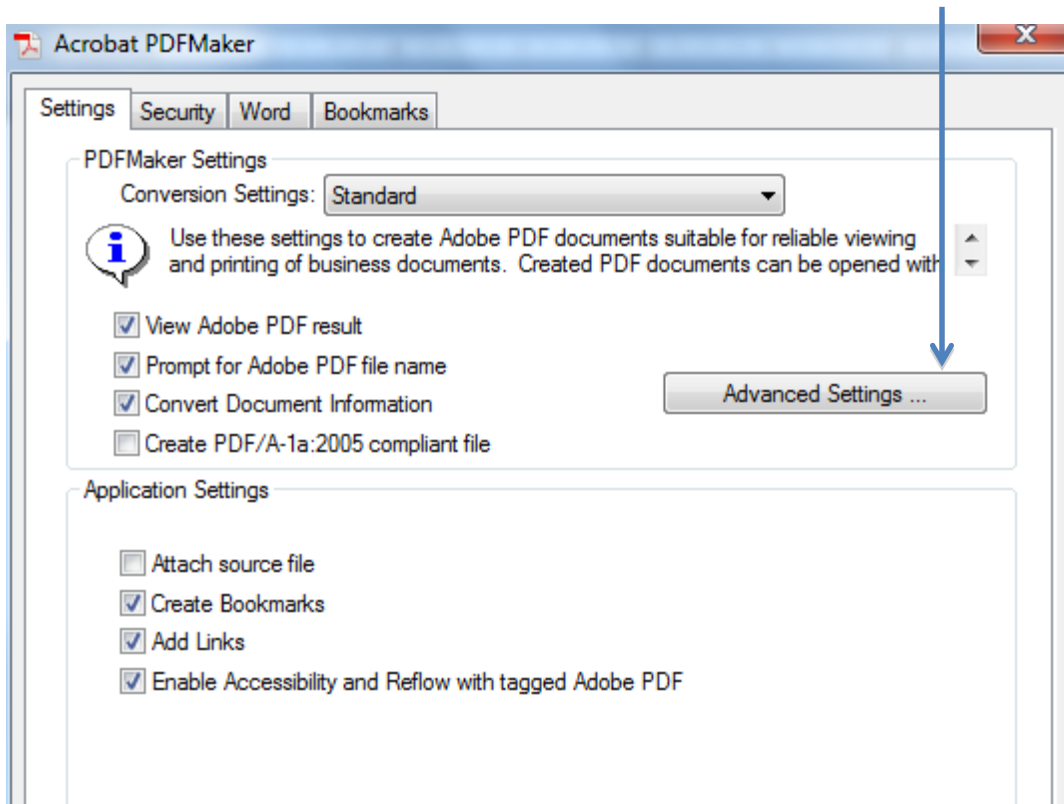 Acrobat PDFMaker
X
Settings Security Word Bookmarks
PDFMaker Settings
Conversion Settings: Standard
i
Use these settings to create Adobe PDF documents suitable for reliable viewing
and printing of business documents. Created PDF documents can be opened with
View Adobe PDF result
Prompt for Adobe PDF file name
Advanced Settings ...
Convert Document Information
Create PDF/A-1a:2005 compliant file
Application Settings
Attach source file
Create Bookmarks
Add Links
Enable Accessibility and Reflow with tagged Adobe PDF